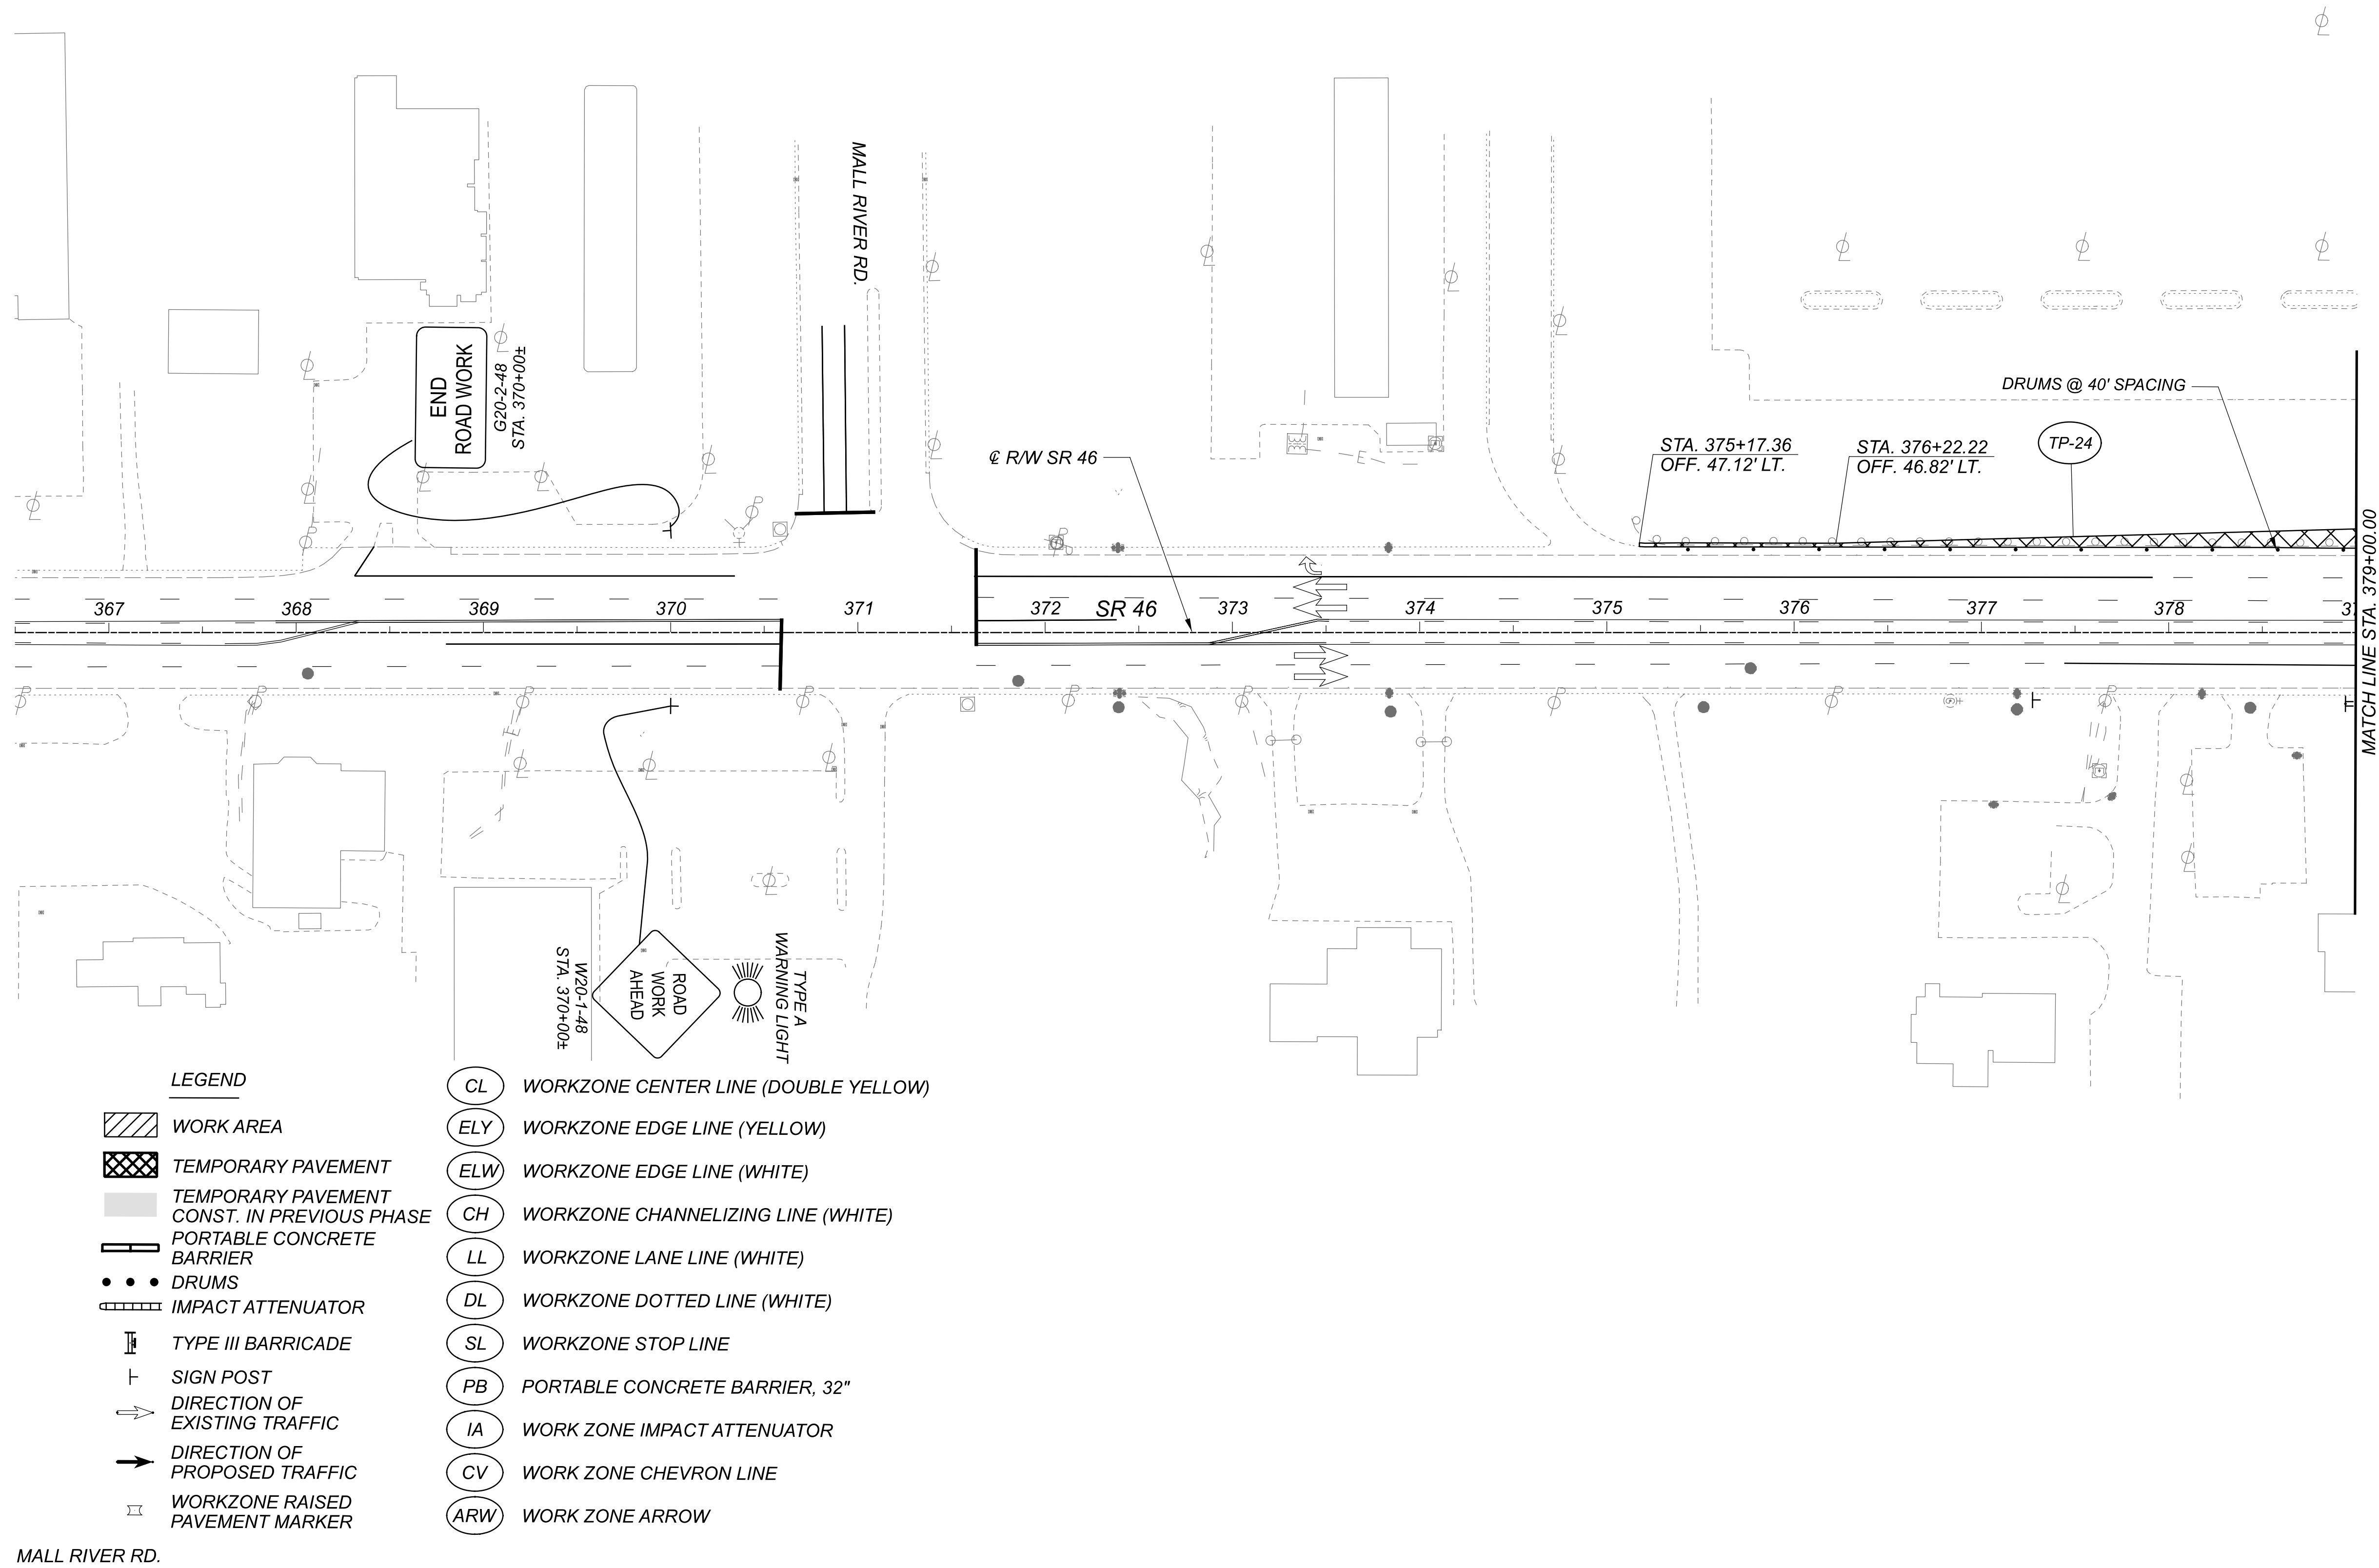 MALL RIVER RD.
END
ROAD WORK
G20-2-48
STA. 370+00±
℄ R/W SR 46
DRUMS @ 40' SPACING
STA. 375+17.36
OFF. 47.12' LT.
STA. 376+22.22
OFF. 46.82' LT.
TP-24
MATCH LINE STA. 379+00.00
367
368
369
370
371
372
SR 46
373
374
375
376
377
378
37
E
ROAD
WORK
AHEAD
W20-1-48
STA. 370+00±
TYPE A
WARNING LIGHT
LEGEND
WORK AREA
TEMPORARY PAVEMENT
TEMPORARY PAVEMENT
CONST. IN PREVIOUS PHASE
PORTABLE CONCRETE
BARRIER
DRUMS
IMPACT ATTENUATOR
TYPE III BARRICADE
SIGN POST
DIRECTION OF
EXISTING TRAFFIC
DIRECTION OF
PROPOSED TRAFFIC
WORKZONE RAISED
PAVEMENT MARKER
CL WORKZONE CENTER LINE (DOUBLE YELLOW)
ELY WORKZONE EDGE LINE (YELLOW)
ELW WORKZONE EDGE LINE (WHITE)
CH WORKZONE CHANNELIZING LINE (WHITE)
LL WORKZONE LANE LINE (WHITE)
DL WORKZONE DOTTED LINE (WHITE)
SL WORKZONE STOP LINE
PB PORTABLE CONCRETE BARRIER, 32"
IA WORK ZONE IMPACT ATTENUATOR
CV WORK ZONE CHEVRON LINE
ARW WORK ZONE ARROW
MALL RIVER RD.